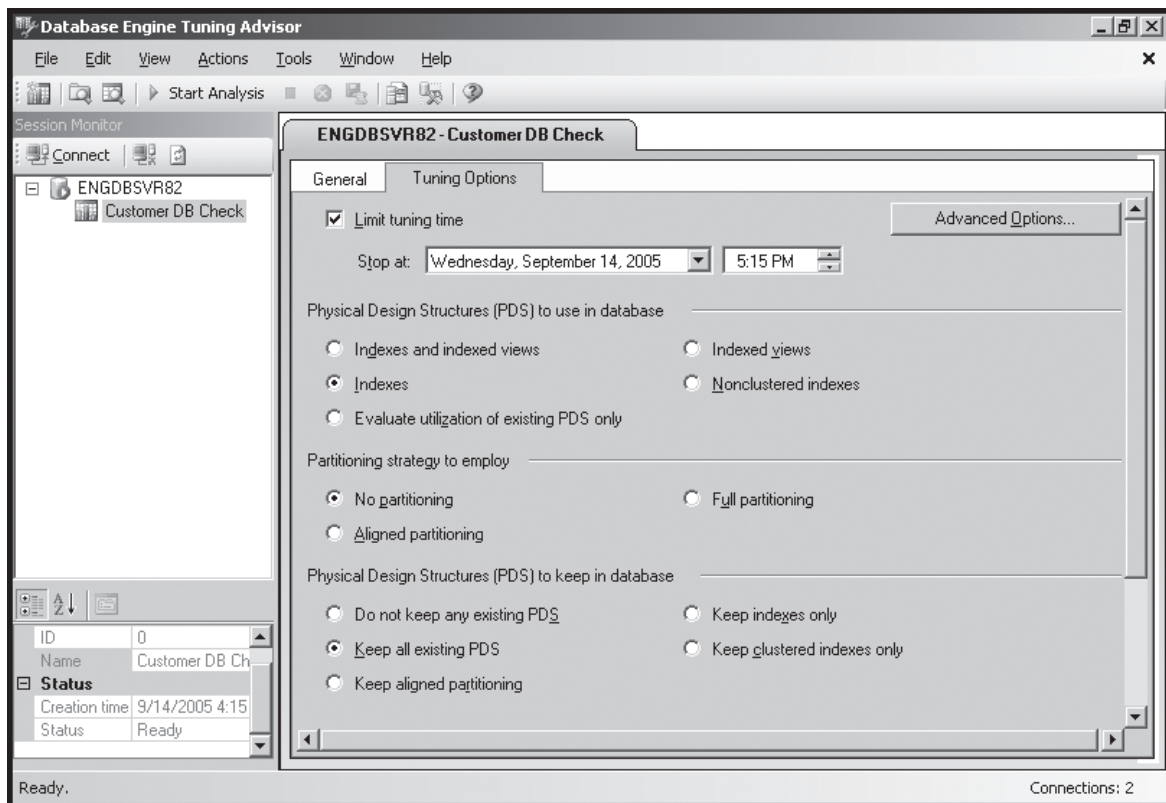 Database Engine Tuning Advisor
File Edit View Actions Tools Window Help
Start Analysis
Session Monitor
Connect
ENGDBSVR82
Customer DB Check
ENGDBSVR82 - Customer DB Check
General Tuning Options
Limit tuning time
Advanced Options...
Stop at: Wednesday, September 14, 2005 5:15 PM
Physical Design Structures (PDS) to use in database
Indexes and indexed views Indexed views
Indexes Nonclustered indexes
Evaluate utilization of existing PDS only
Partitioning strategy to employ
No partitioning Full partitioning
Aligned partitioning
Physical Design Structures (PDS) to keep in database
Do not keep any existing PDS Keep indexes only
Keep all existing PDS Keep clustered indexes only
Keep aligned partitioning
ID 0
Name Customer DB Ch
Status
Creation time 9/14/2005 4:15
Status Ready
Ready. Connections: 2